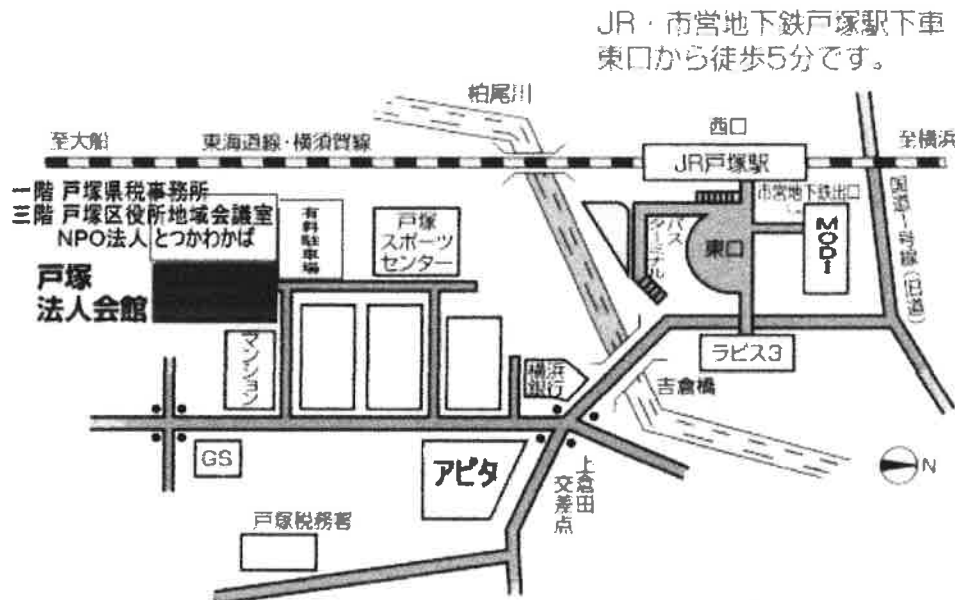 JR・市営地下鉄戸塚駅下車
東口から徒歩5分です。
柏尾川
西口
至大船
東海道線・横須賀線
JR戸塚駅
至横浜
一階 戸塚県税事務所
三階 戸塚区役所地域会議室
NPO法人 とつかわかば
戸塚
法人会館
有料駐車場
戸塚
スポーツ
センター
バス
ターミナル
東口
市営地下鉄出口
MODI
国道1号線(旧道)
マンション
横浜
銀行
ラピス3
吉倉橋
GS
アピタ
上倉田
交差点
N
戸塚税務署